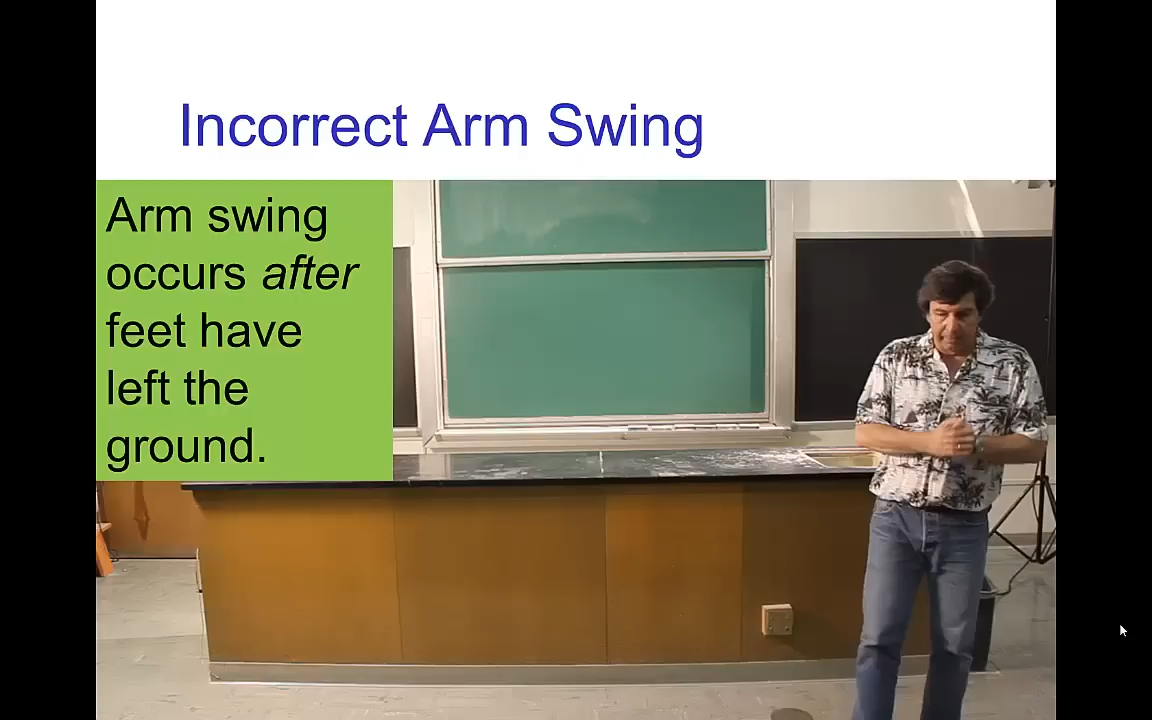 Incorrect Arm Swing
Arm swing
occurs after
feet have
left the
ground.